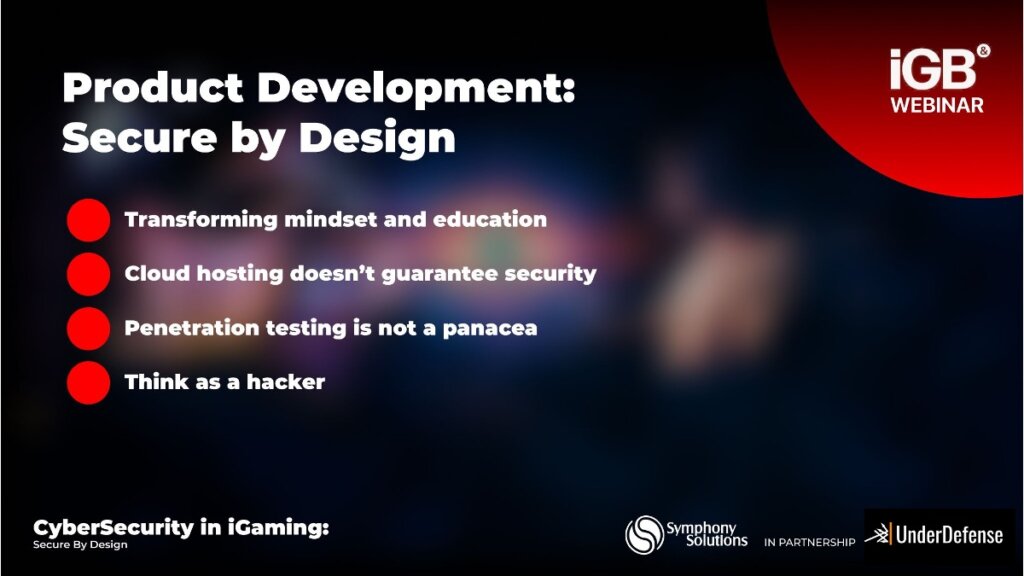 Product Development:
Secure by Design
iGB &
WEBINAR
Transforming mindset and education
Cloud hosting doesn’t guarantee security
Penetration testing is not a panacea
Think as a hacker
CyberSecurity in iGaming:
Secure By Design
Symphony
Solutions
IN PARTNERSHIP
UnderDefense